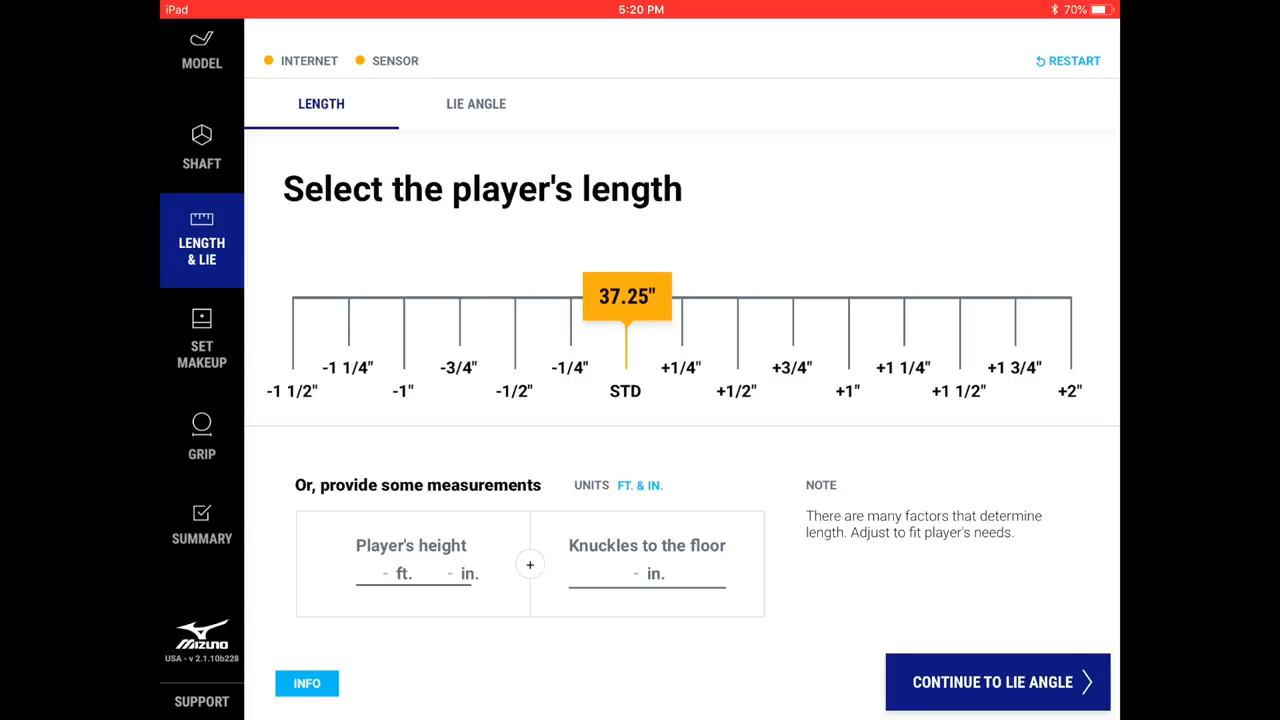 iPad
5:20 PM
70%
MODEL
SHAFT
LENGTH
& LIE
SET
MAKEUP
GRIP
SUMMARY
MIZUNO
USA - v 2.1.10b228
SUPPORT
INTERNET
SENSOR
RESTART
LENGTH
LIE ANGLE
Select the player's length
37.25"
-1 1/2"
-1 1/4"
-1"
-3/4"
-1/2"
-1/4"
STD
+1/4"
+1/2"
+3/4"
+1"
+1 1/4"
+1 1/2"
+1 3/4"
+2"
Or, provide some measurements
UNITS FT. & IN.
Player's height
- ft. - in.
+
Knuckles to the floor
- in.
NOTE
There are many factors that determine
length. Adjust to fit player's needs.
INFO
CONTINUE TO LIE ANGLE